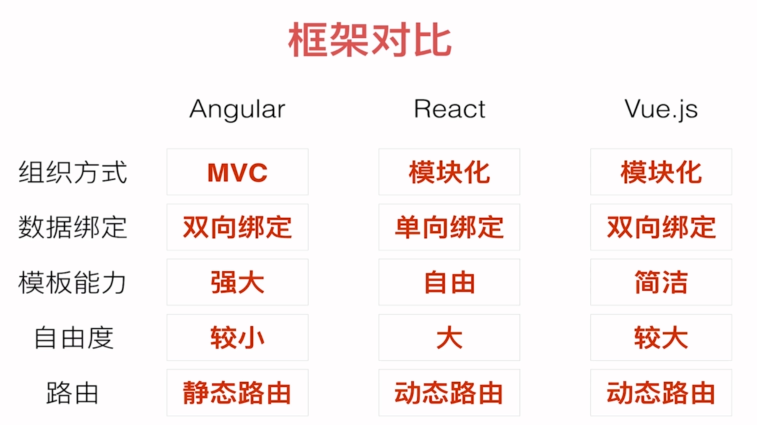 框架对比
Angular React Vue.js
组织方式 MVC 模块化 模块化
数据绑定 双向绑定 单向绑定 双向绑定
模板能力 强大 自由 简洁
自由度 较小 大 较大
路由 静态路由 动态路由 动态路由